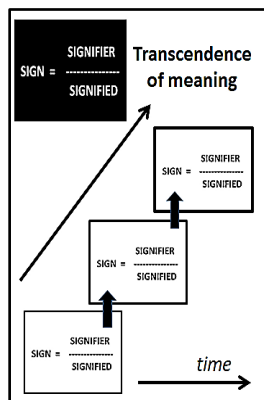 SIGNIFIER
SIGN = ---------------
SIGNIFIED
Transcendence
of meaning
SIGNIFIER
SIGN = ---------------
SIGNIFIED
SIGNIFIER
SIGN = ---------------
SIGNIFIED
SIGNIFIER
SIGN = ---------------
SIGNIFIED
time